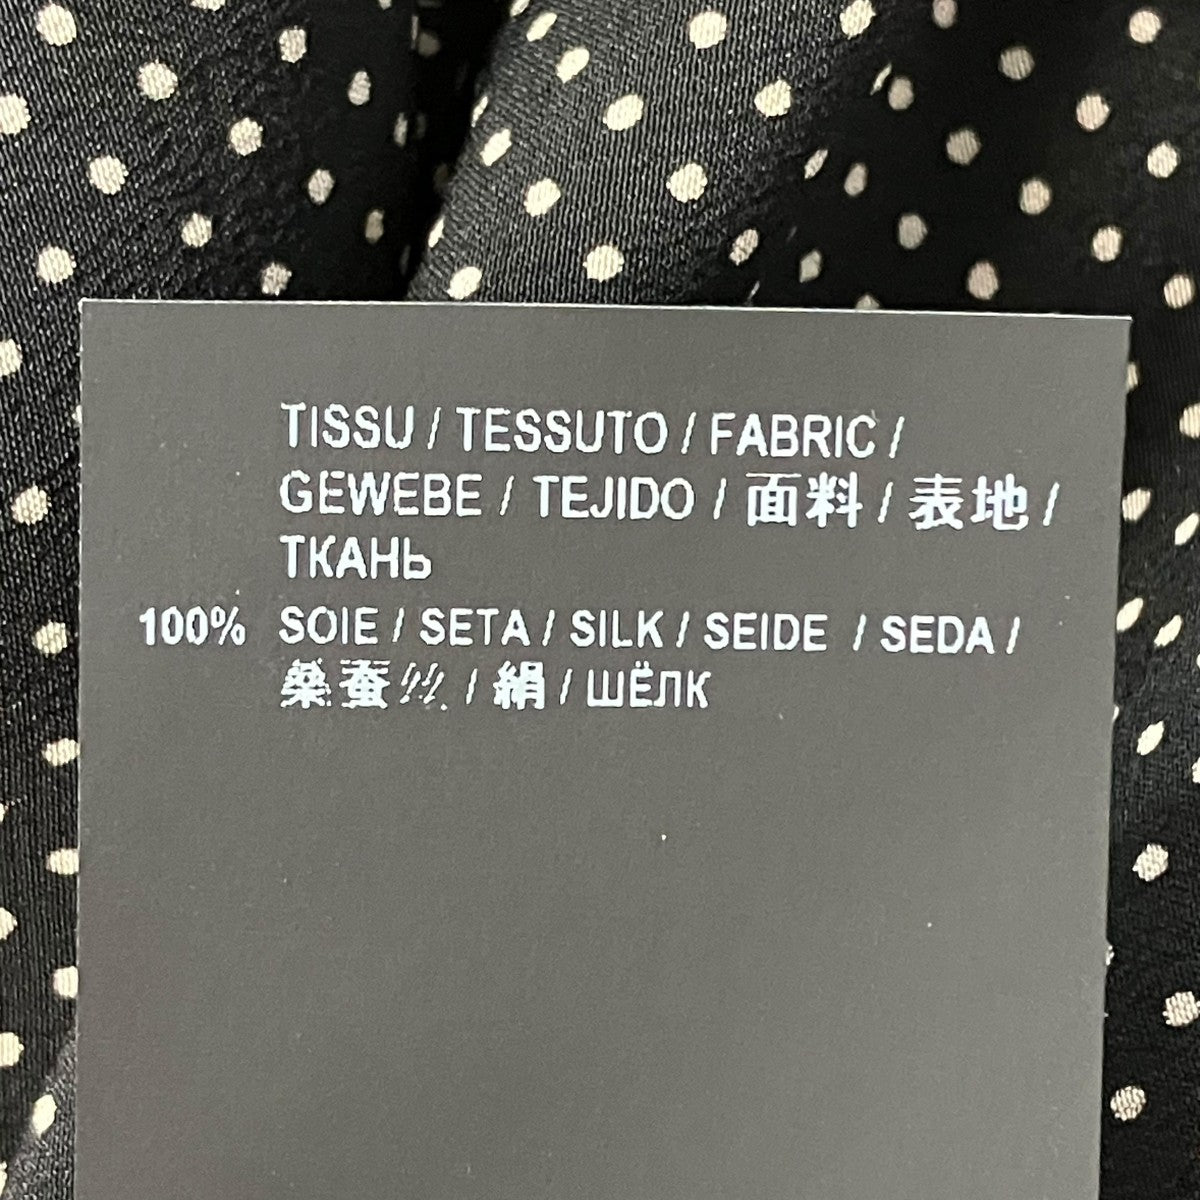 TISSU / TESSUTO / FABRIC /
GEWEBE / TEJIDO / 面料 / 表地 /
ТКАНЬ
100% SOIE / SETA / SILK / SEIDE / SEDA /
桑蚕丝 / 絹 / ШЁЛК